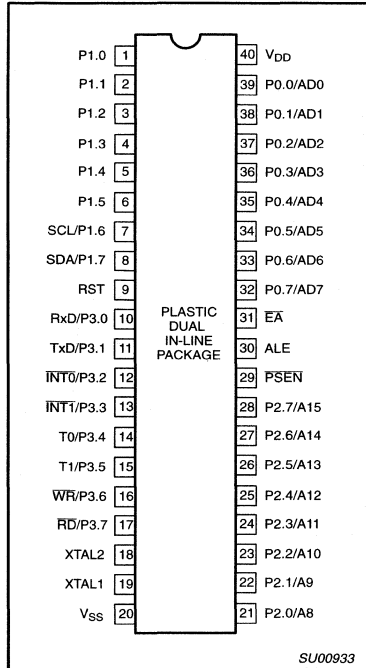 P1.0 1 40 VDD
P1.1 2 39 P0.0/AD0
P1.2 3 38 P0.1/AD1
P1.3 4 37 P0.2/AD2
P1.4 5 36 P0.3/AD3
P1.5 6 35 P0.4/AD4
SCL/P1.6 7 34 P0.5/AD5
SDA/P1.7 8 33 P0.6/AD6
RST 9 32 P0.7/AD7
RxD/P3.0 10 31 E̅A̅
TxD/P3.1 11 30 ALE
I̅N̅T̅0̅/P3.2 12 29 P̅S̅E̅N̅
I̅N̅T̅1̅/P3.3 13 28 P2.7/A15
T0/P3.4 14 27 P2.6/A14
T1/P3.5 15 26 P2.5/A13
W̅R̅/P3.6 16 25 P2.4/A12
R̅D̅/P3.7 17 24 P2.3/A11
XTAL2 18 23 P2.2/A10
XTAL1 19 22 P2.1/A9
VSS 20 21 P2.0/A8
PLASTIC
DUAL
IN-LINE
PACKAGE
SU00933